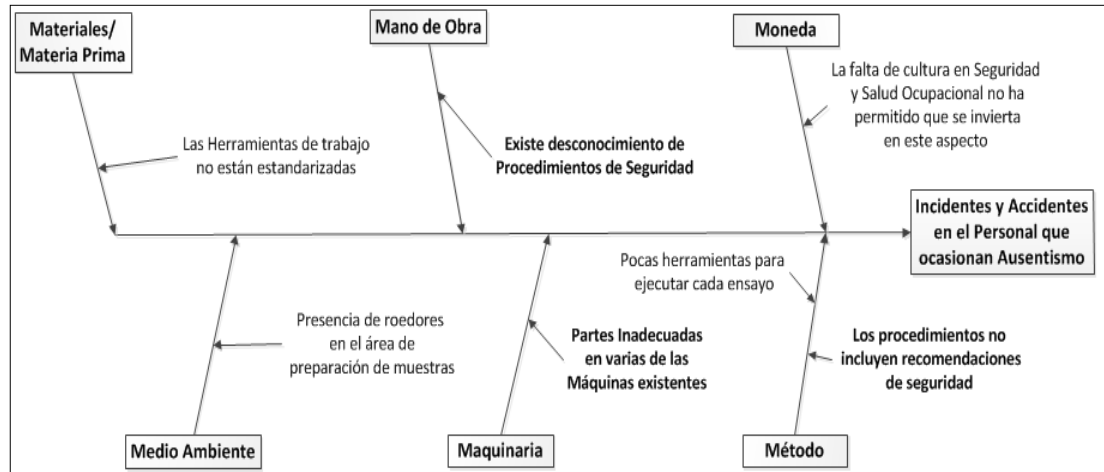 Materiales/
Materia Prima
Mano de Obra
Moneda
La falta de cultura en Seguridad
y Salud Ocupacional no ha
permitido que se invierta
en este aspecto
Las Herramientas de trabajo
no están estandarizadas
Existe desconocimiento de
Procedimientos de Seguridad
Incidentes y Accidentes
en el Personal que
ocasionan Ausentismo
Pocas herramientas para
ejecutar cada ensayo
Presencia de roedores
en el área de
preparación de muestras
Partes Inadecuadas
en varias de las
Máquinas existentes
Los procedimientos no
incluyen recomendaciones
de seguridad
Medio Ambiente
Maquinaria
Método